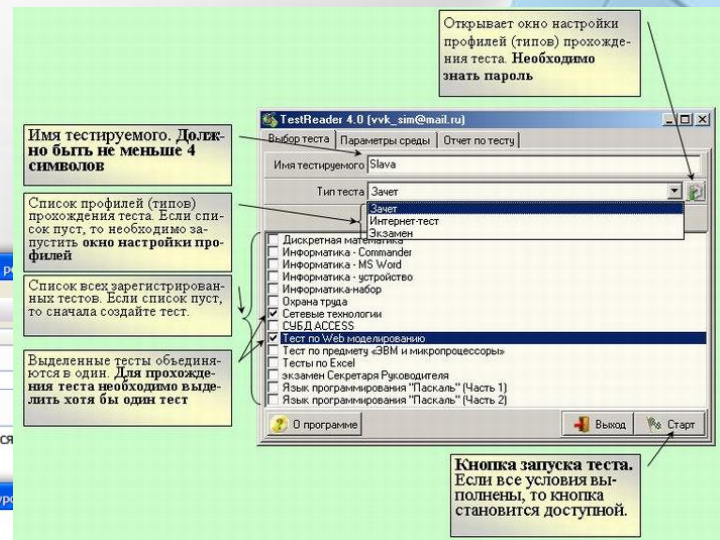 Открывает окно настройки
профилей (типов) прохожде-
ния теста. Необходимо
знать пароль
TestReader 4.0 (vvk_sim@mail.ru)
Выбор теста Параметры среды Отчет по тесту
Имя тестируемого. Долж-
но быть не меньше 4
символов
Имя тестируемого Slava
Тип теста Зачет
Зачет
Интернет-тест
Экзамен
Список профилей (типов)
прохождения теста. Если спи-
сок пуст, то необходимо за-
пустить окно настройки про-
филей
Список всех зарегистрирован-
ных тестов. Если список пуст,
то сначала создайте тест.
Выделенные тесты объединя-
ются в один. Для прохожде-
ния теста необходимо выде-
лить хотя бы один тест
Дискретная математика
Информатика - Commander
Информатика - MS Word
Информатика - устройство
Информатика-набор
Охрана труда
Сетевые технологии
СУБД ACCESS
Тест по Web моделированию
Тест по предмету «ЭВМ и микропроцессоры»
Тесты по Excel
экзамен Секретаря Руководителя
Язык программирования "Паскаль" (Часть 1)
Язык программирования "Паскаль" (Часть 2)
О программе Выход Старт
Кнопка запуска теста.
Если все условия вы-
полнены, то кнопка
становится доступной.